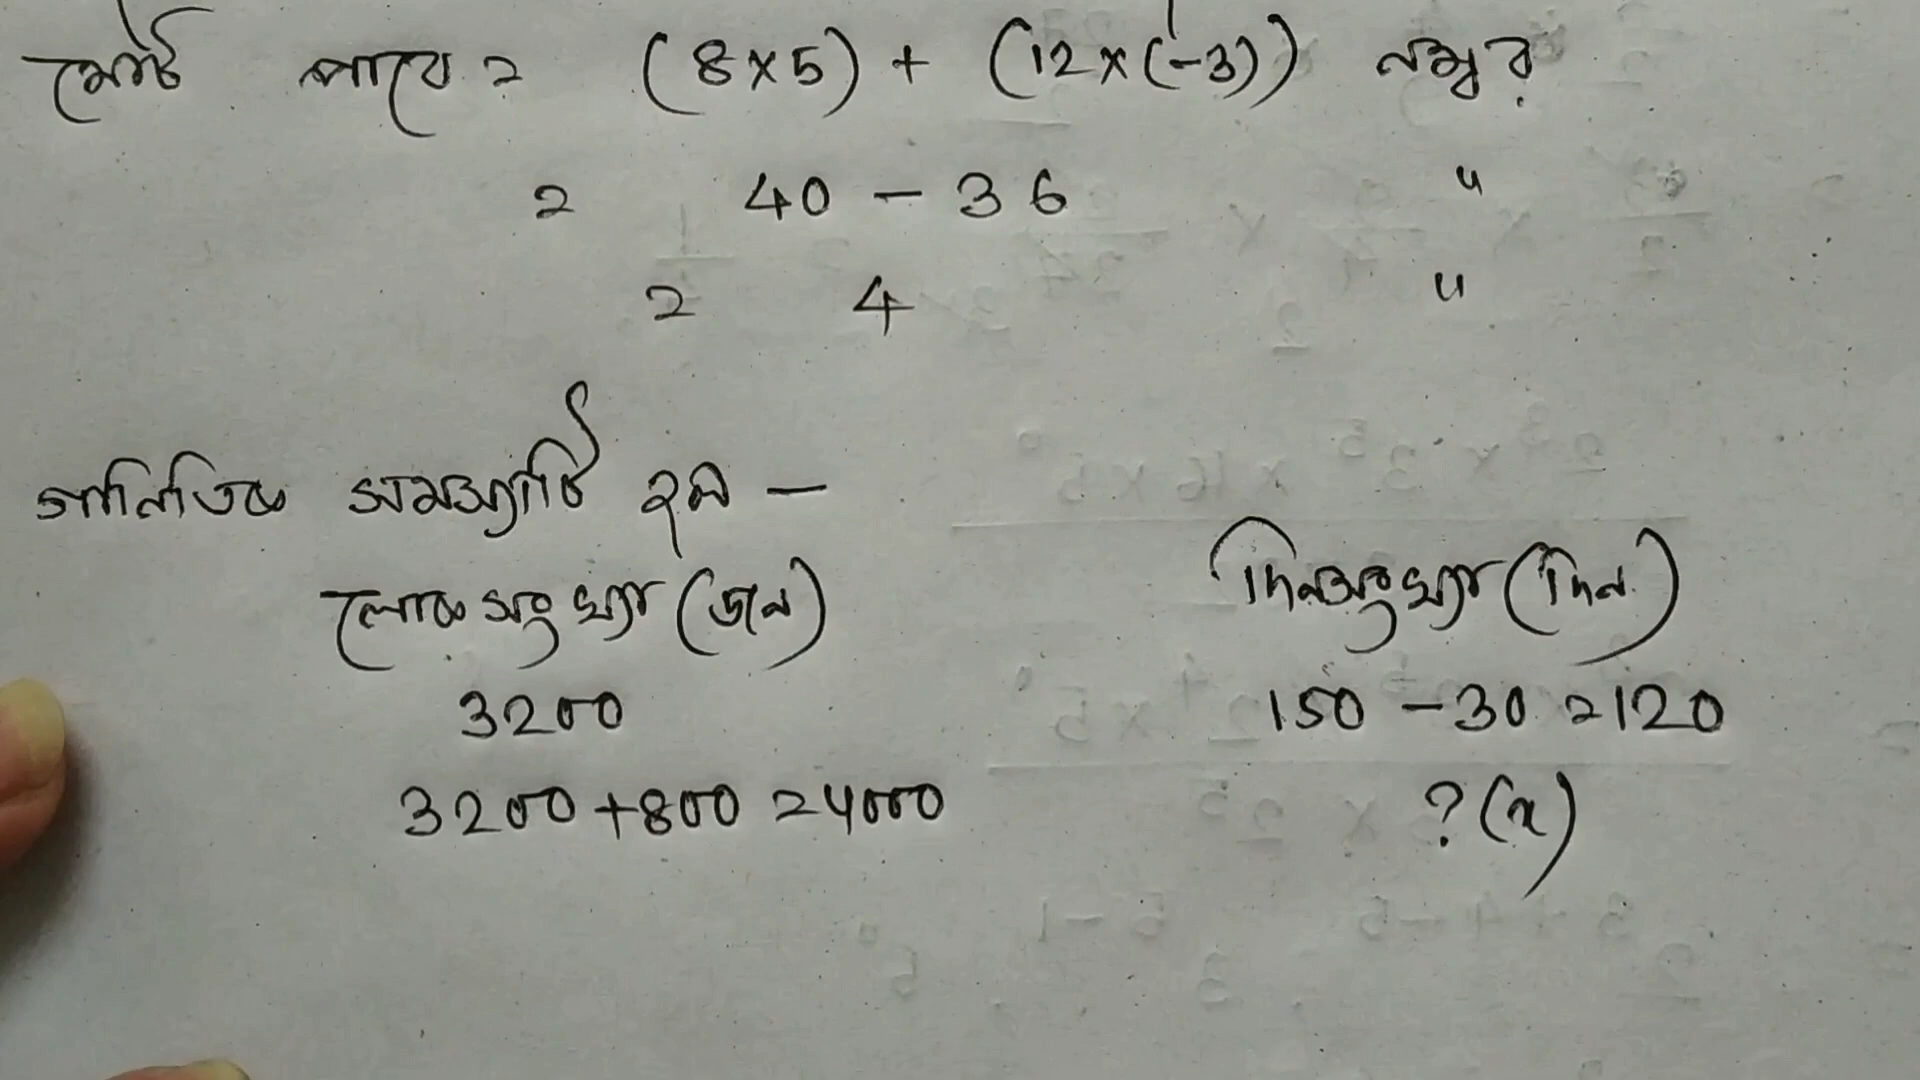 মোট পাবে = (8×5) + (12×(-3)) নম্বর
= 40 - 36 "
= 4 "
গানিতিক সমস্যাটি হল —
লোকসংখ্যা (জন) দিনসংখ্যা (দিন)
3200 150 - 30 = 120
3200 + 800 = 4000 ? (x)